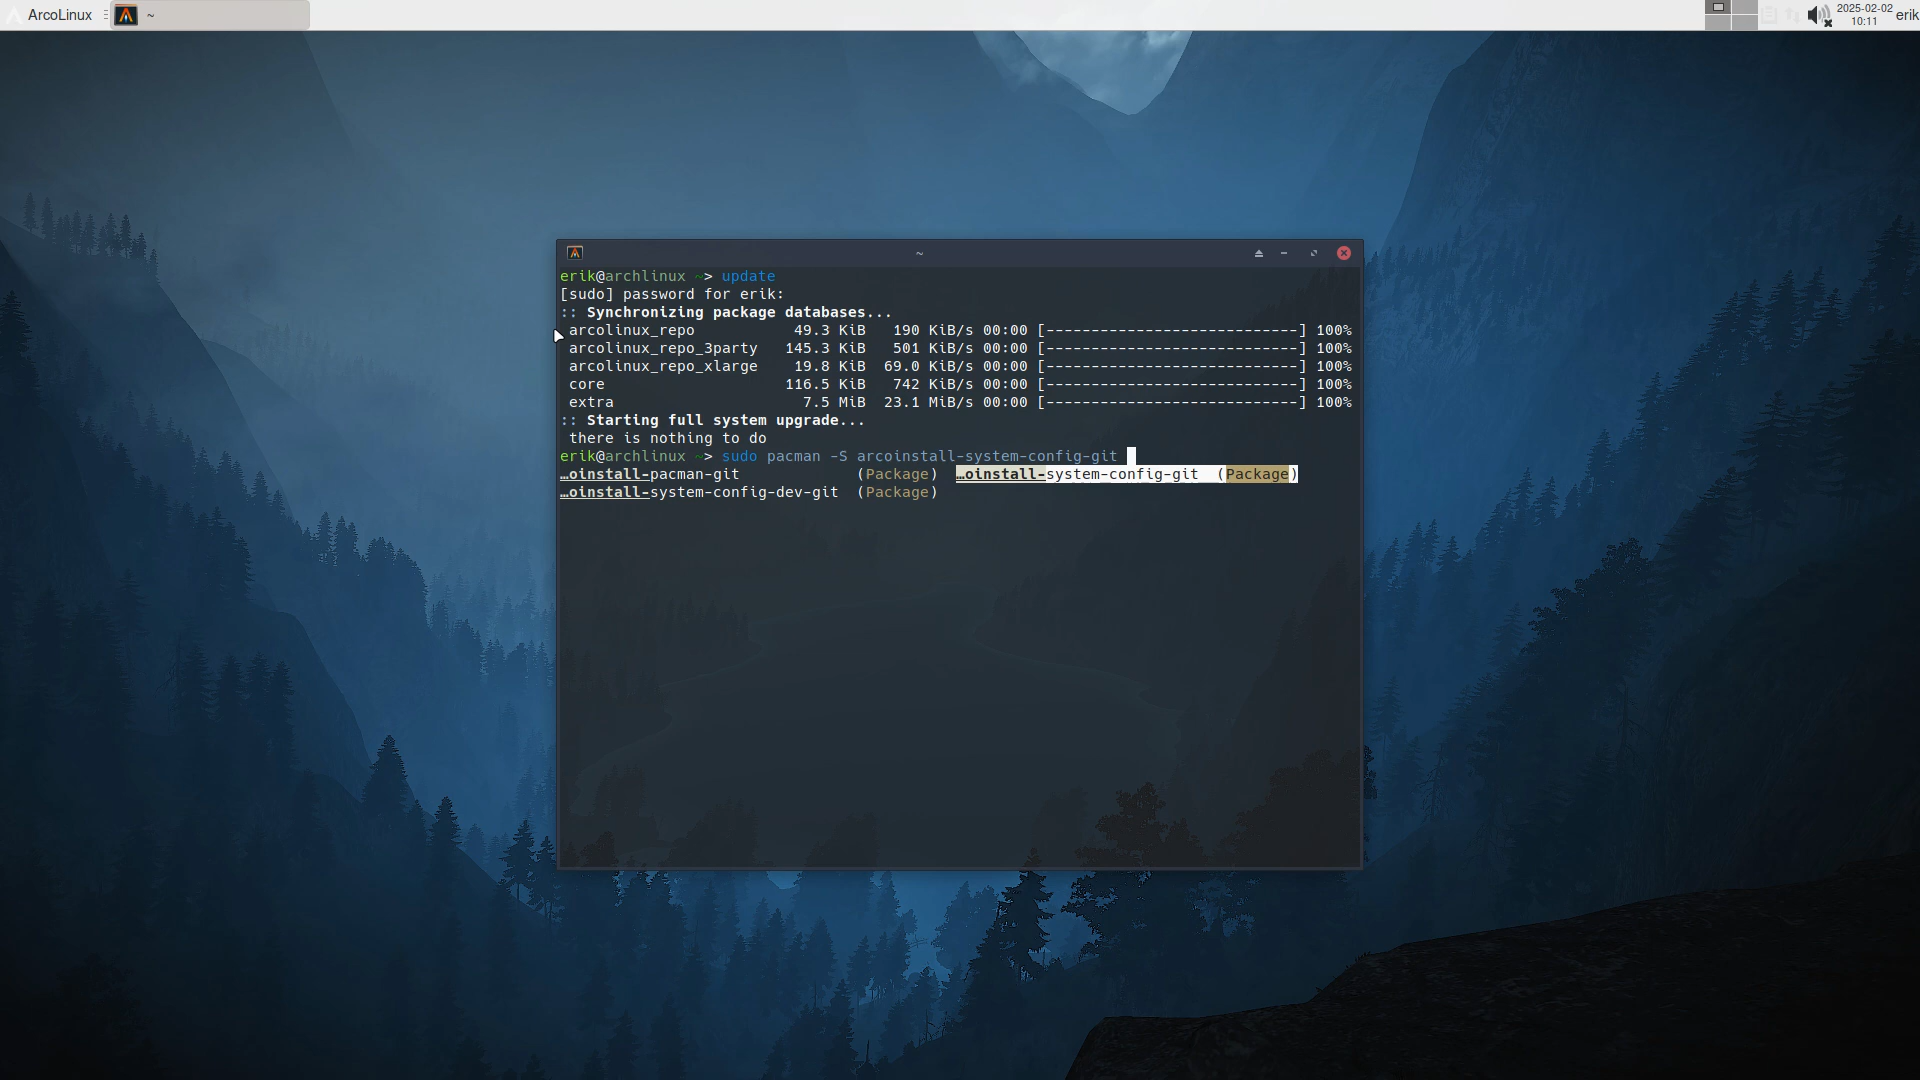 ArcoLinux
~
2025-02-02
10:11
erik
~
erik@archlinux ~> update
[sudo] password for erik:
:: Synchronizing package databases...
arcolinux_repo 49.3 KiB 190 KiB/s 00:00 [----------------------------] 100%
arcolinux_repo_3party 145.3 KiB 501 KiB/s 00:00 [----------------------------] 100%
arcolinux_repo_xlarge 19.8 KiB 69.0 KiB/s 00:00 [----------------------------] 100%
core 116.5 KiB 742 KiB/s 00:00 [----------------------------] 100%
extra 7.5 MiB 23.1 MiB/s 00:00 [----------------------------] 100%
:: Starting full system upgrade...
there is nothing to do
erik@archlinux ~> sudo pacman -S arcoinstall-system-config-git
…oinstall-pacman-git (Package) …oinstall-system-config-git (Package)
…oinstall-system-config-dev-git (Package)